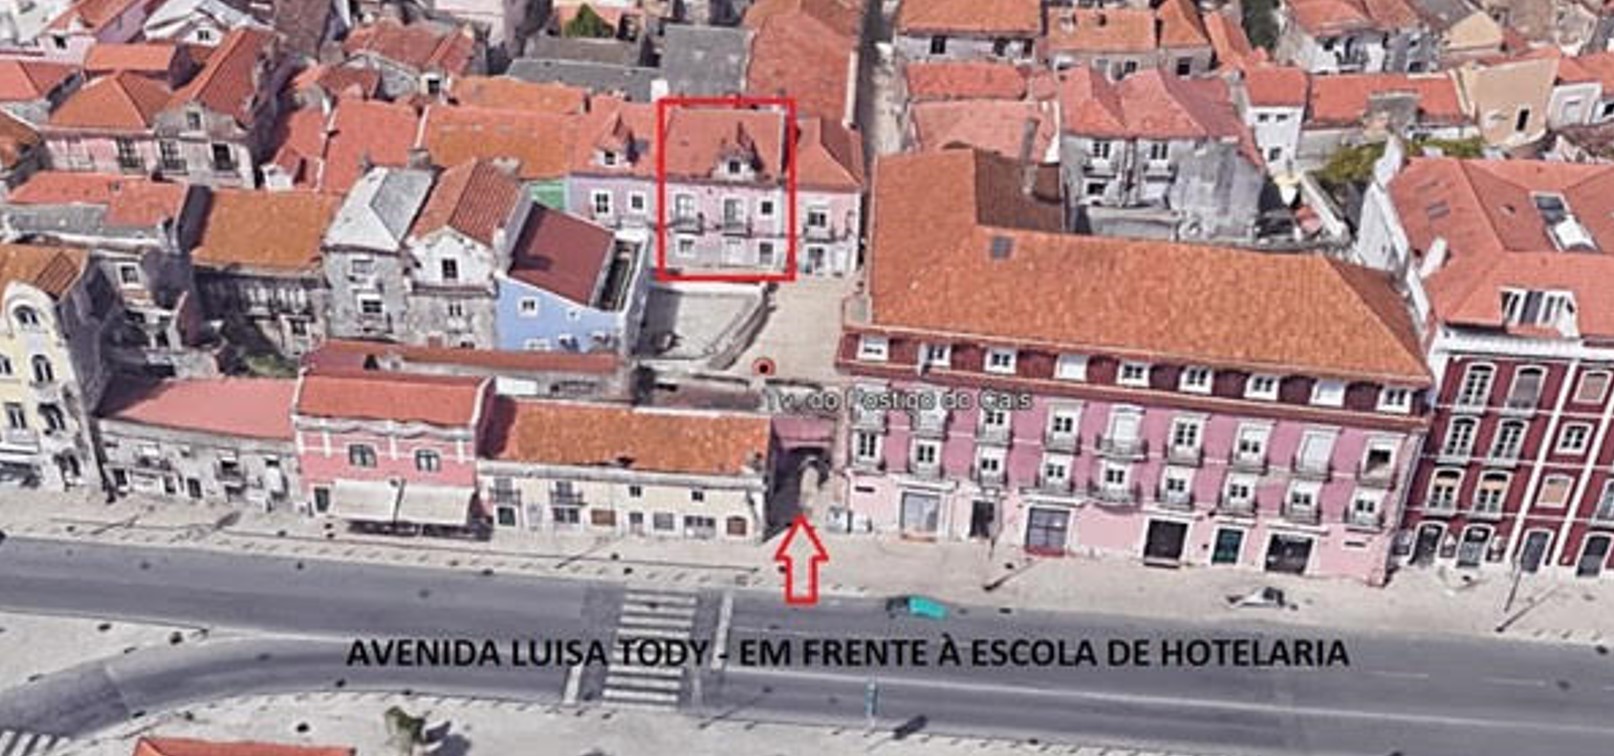 Tv. do Postigo do Cais
AVENIDA LUISA TODY - EM FRENTE À ESCOLA DE HOTELARIA